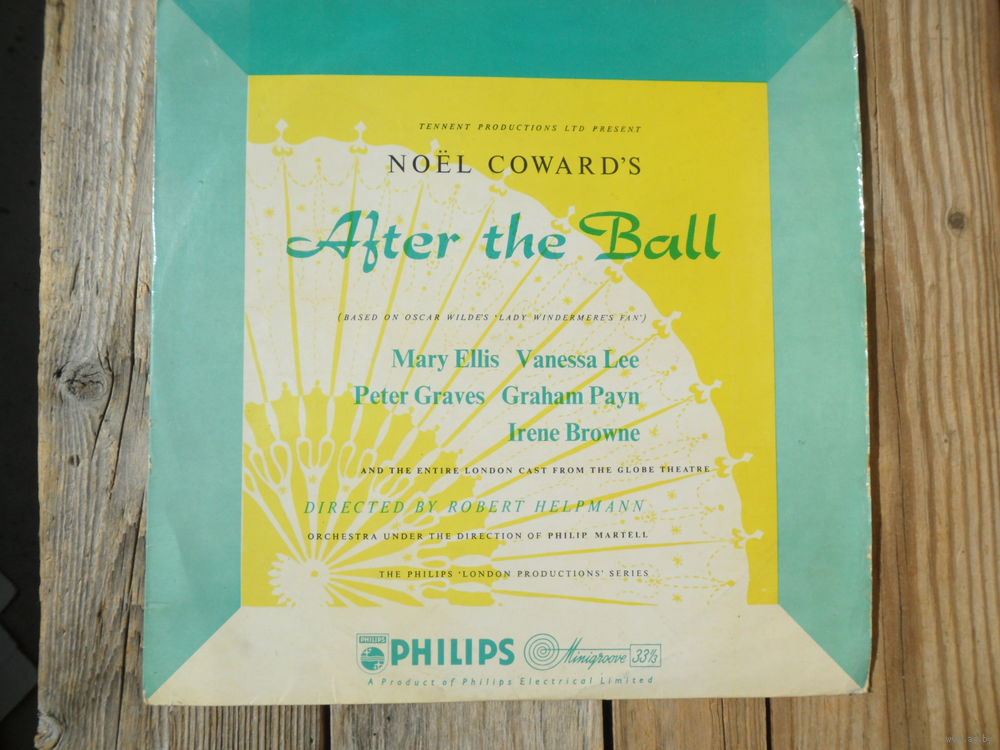 TENNENT PRODUCTIONS LTD PRESENT
NOËL COWARD'S
After the Ball
(BASED ON OSCAR WILDE'S 'LADY WINDERMERE'S FAN')
Mary Ellis Vanessa Lee
Peter Graves Graham Payn
Irene Browne
AND THE ENTIRE LONDON CAST FROM THE GLOBE THEATRE
DIRECTED BY ROBERT HELPMANN
ORCHESTRA UNDER THE DIRECTION OF PHILIP MARTELL
THE PHILIPS 'LONDON PRODUCTIONS' SERIES
PHILIPS PHILIPS Minigroove 33⅓
A Product of Philips Electrical Limited